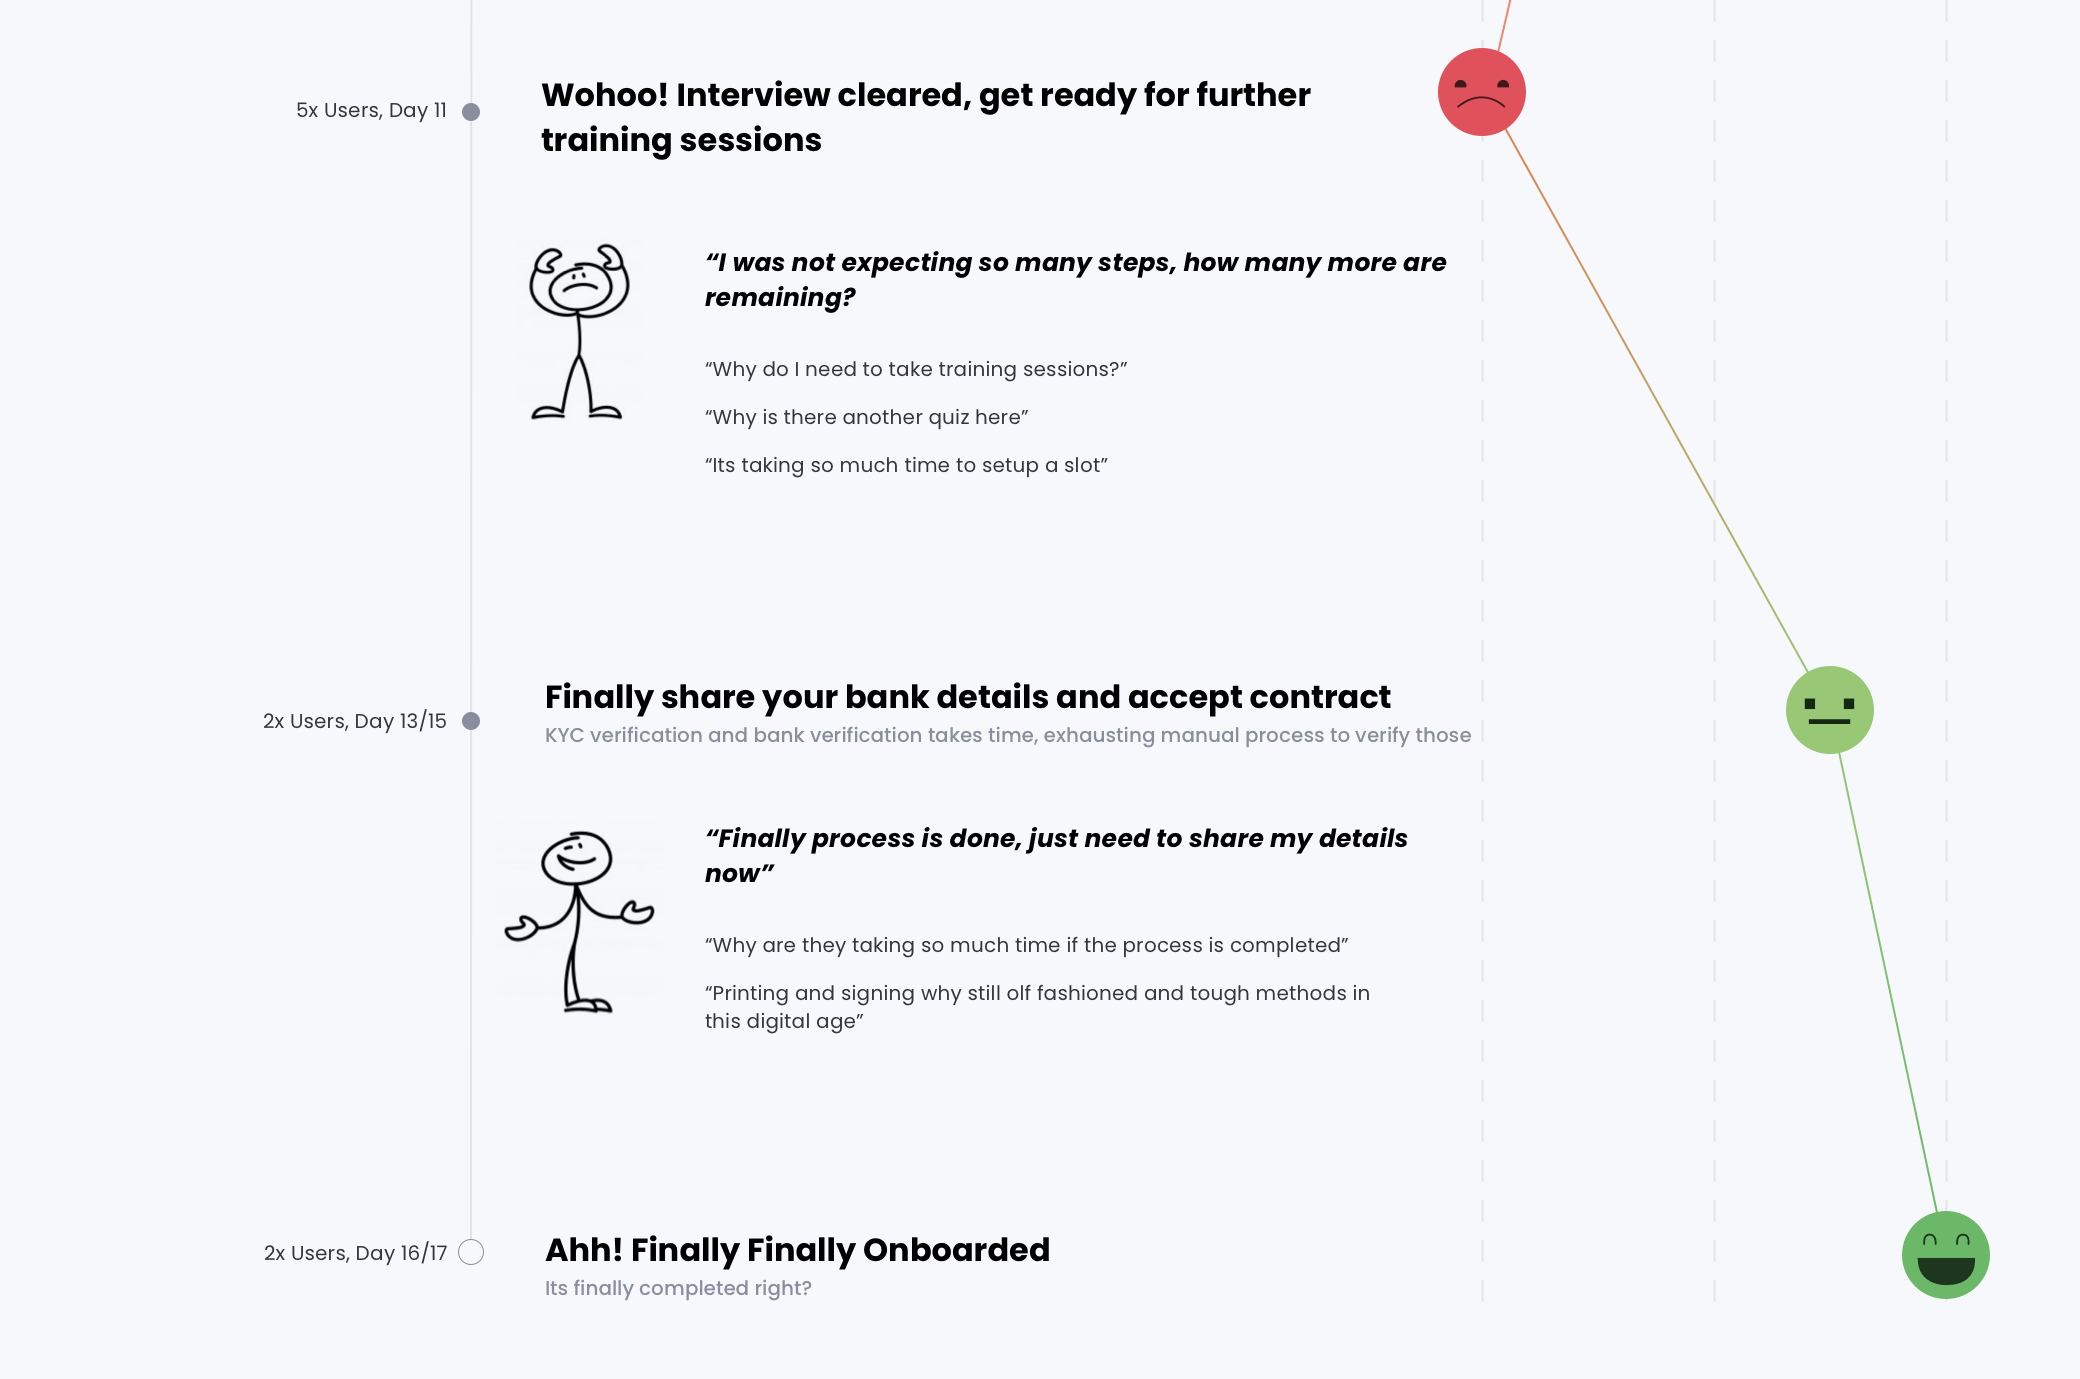 5x Users, Day 11
Wohoo! Interview cleared, get ready for further
training sessions
“I was not expecting so many steps, how many more are
remaining?
“Why do I need to take training sessions?”
“Why is there another quiz here”
“Its taking so much time to setup a slot”
2x Users, Day 13/15
Finally share your bank details and accept contract
KYC verification and bank verification takes time, exhausting manual process to verify those
“Finally process is done, just need to share my details
now”
“Why are they taking so much time if the process is completed”
“Printing and signing why still olf fashioned and tough methods in
this digital age”
2x Users, Day 16/17
Ahh! Finally Finally Onboarded
Its finally completed right?